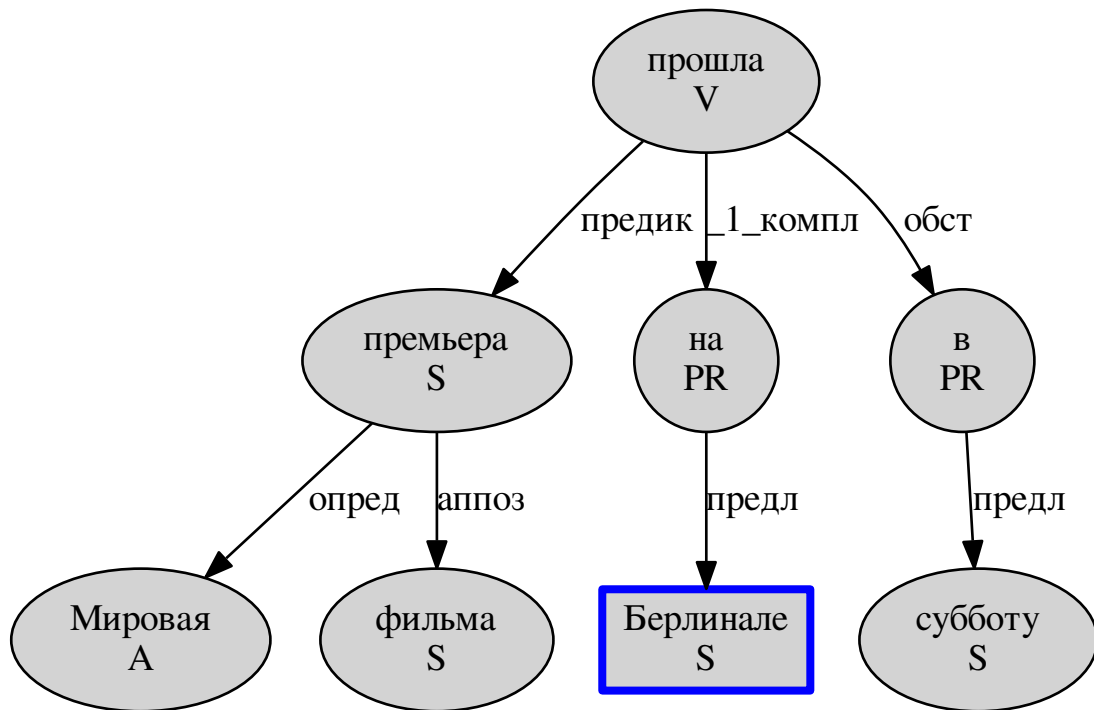 прошла
V
предик
_1_компл
обст
премьера
S
на
PR
в
PR
опред
аппоз
предл
предл
Мировая
A
фильма
S
Берлинале
S
субботу
S